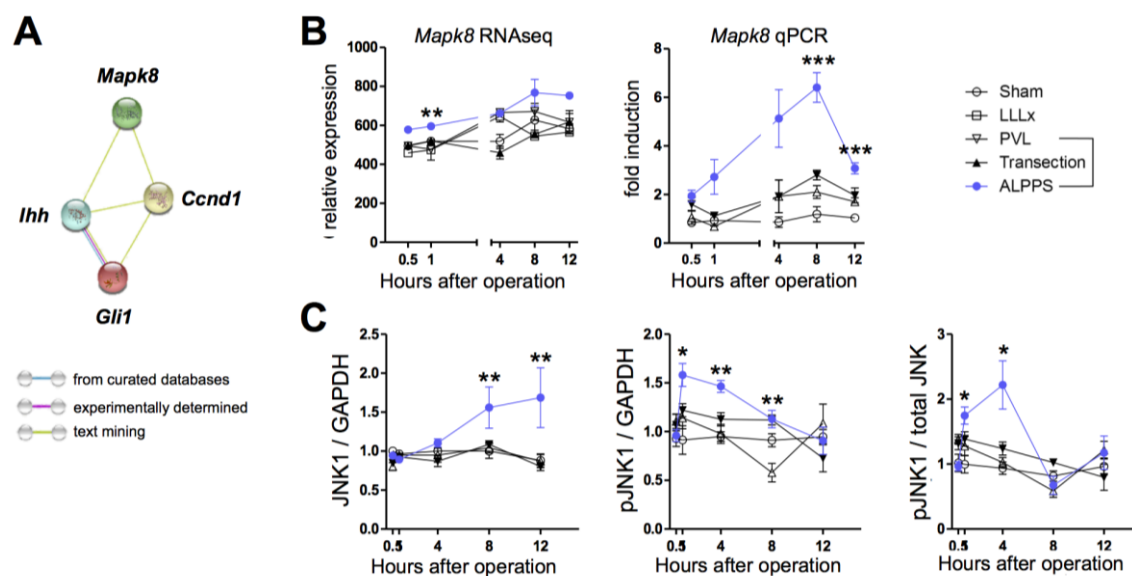 A
Mapk8
Ihh
Ccnd1
Gli1
from curated databases
experimentally determined
text mining
B
Mapk8 RNAseq
relative expression
1000
800
600
400
200
0
**
0.5 1 4 8 12
Hours after operation
Mapk8 qPCR
fold induction
8
6
4
2
0
***
***
0.5 1 4 8 12
Hours after operation
Sham
LLLx
PVL
Transection
ALPPS
C
JNK1 / GAPDH
2.5
2.0
1.5
1.0
0.5
0.0
**
**
0.5 4 8 12
Hours after operation
pJNK1 / GAPDH
2.0
1.5
1.0
0.5
0.0
*
**
**
0.5 4 8 12
Hours after operation
pJNK1 / total JNK
3
2
1
0
*
*
0.5 4 8 12
Hours after operation